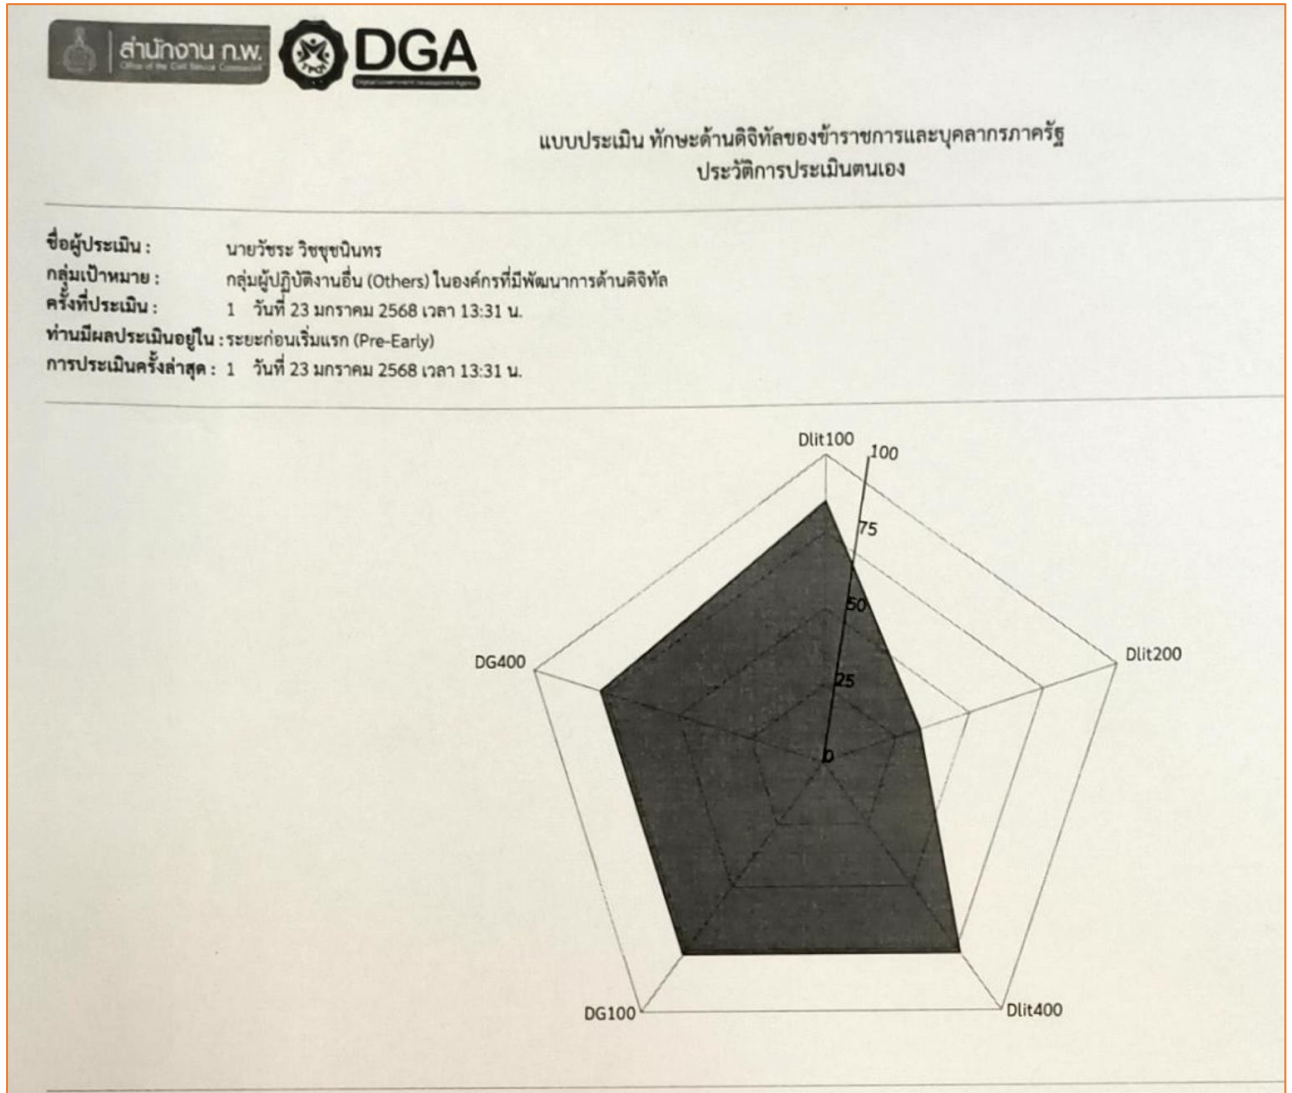 สำนักงาน ก.พ.
Office of the Civil Service Commission
DGA
Digital Government Development Agency
แบบประเมิน ทักษะด้านดิจิทัลของข้าราชการและบุคลากรภาครัฐ
ประวัติการประเมินตนเอง
ชื่อผู้ประเมิน : นายวัชระ วิชชุชนินทร
กลุ่มเป้าหมาย : กลุ่มผู้ปฏิบัติงานอื่น (Others) ในองค์กรที่มีพัฒนาการด้านดิจิทัล
ครั้งที่ประเมิน : 1 วันที่ 23 มกราคม 2568 เวลา 13:31 น.
ท่านมีผลประเมินอยู่ใน : ระยะก่อนเริ่มแรก (Pre-Early)
การประเมินครั้งล่าสุด : 1 วันที่ 23 มกราคม 2568 เวลา 13:31 น.
Dlit100
100
75
50
DG400
Dlit200
25
0
DG100
Dlit400